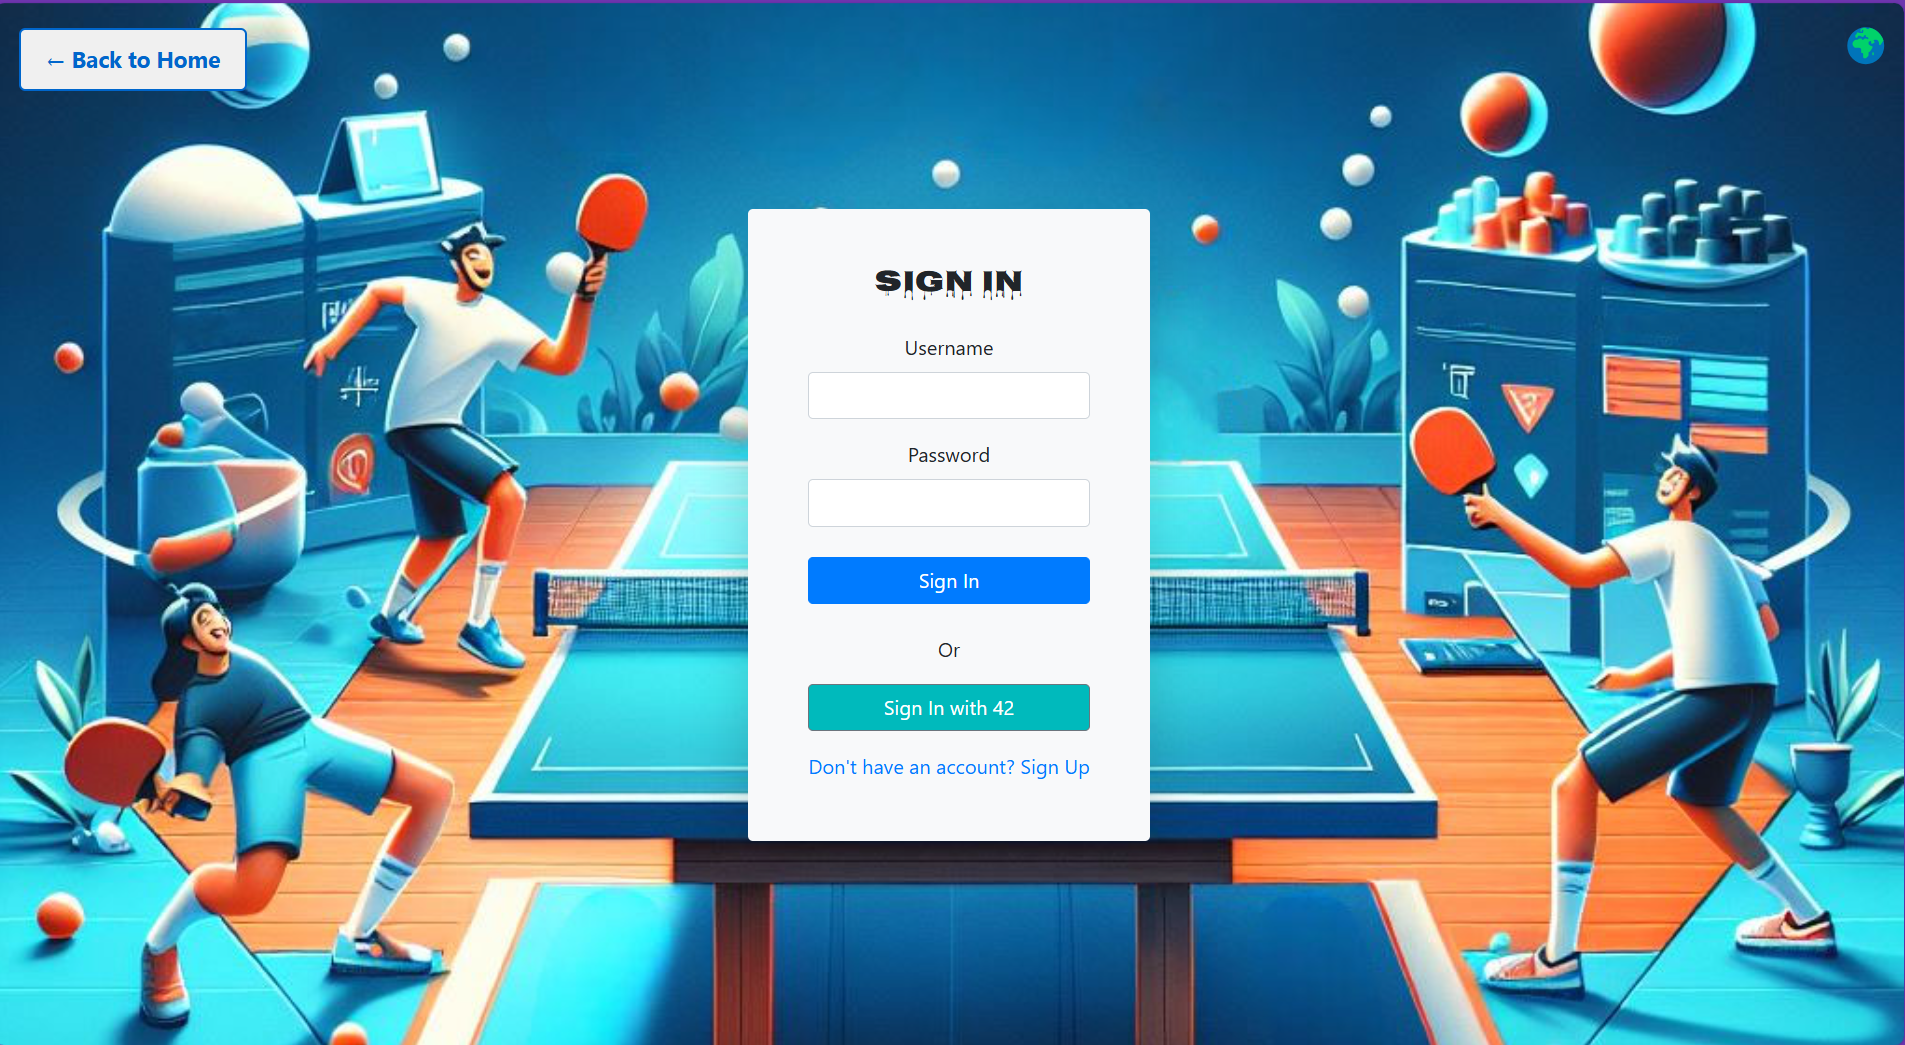 ← Back to Home
SIGN IN
Username
Password
Sign In
Or
Sign In with 42
Don't have an account? Sign Up